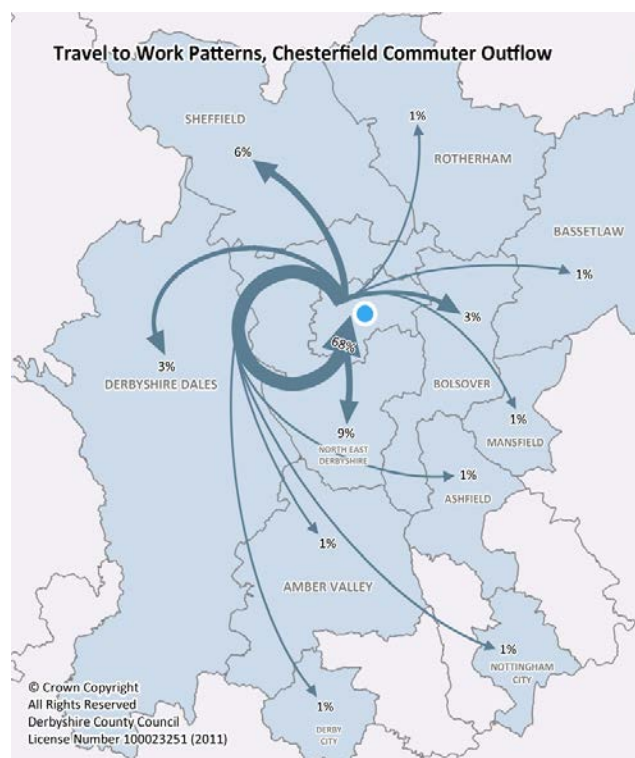 Travel to Work Patterns, Chesterfield Commuter Outflow
SHEFFIELD
6%
1%
ROTHERHAM
BASSETLAW
1%
3%
DERBYSHIRE DALES
68%
3%
BOLSOVER
9%
NORTH EAST
DERBYSHIRE
1%
MANSFIELD
1%
ASHFIELD
1%
AMBER VALLEY
1%
NOTTINGHAM
CITY
1%
DERBY
CITY
© Crown Copyright
All Rights Reserved
Derbyshire County Council
License Number 100023251 (2011)